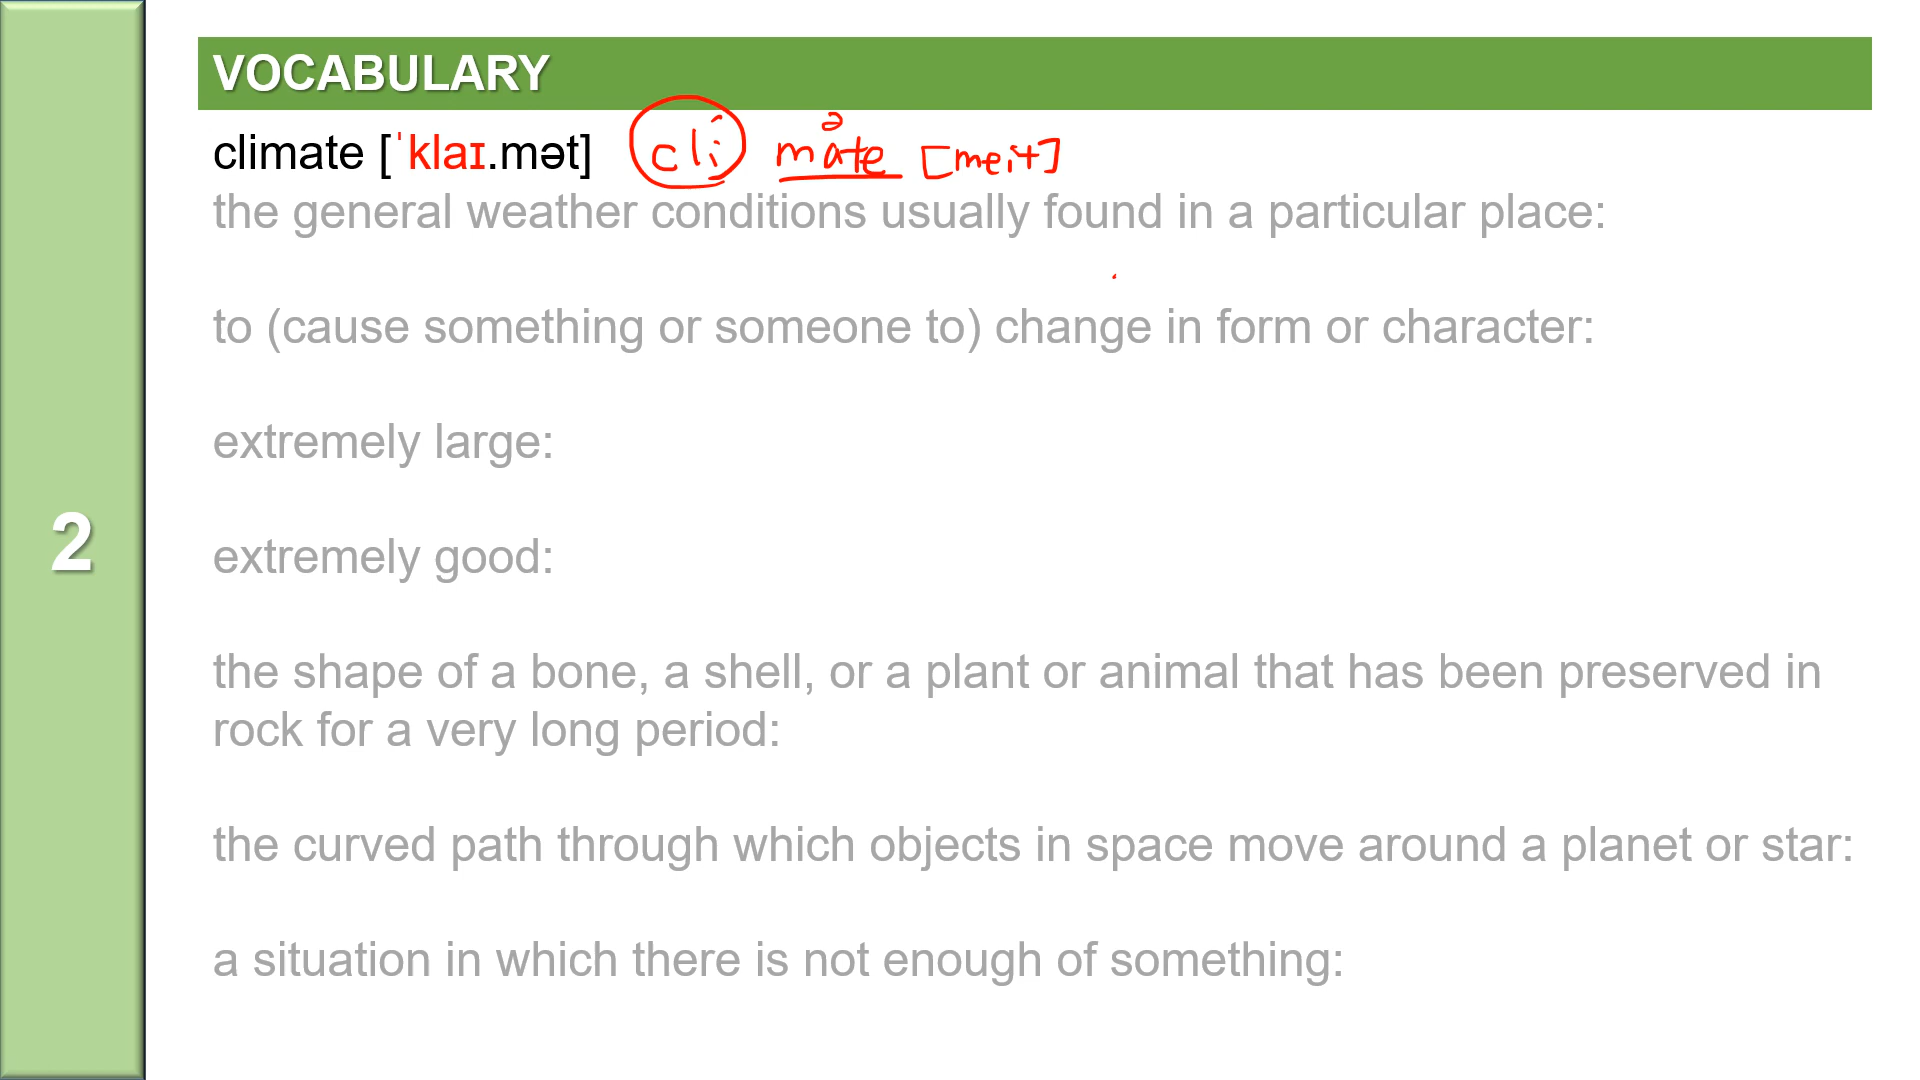 VOCABULARY
climate [ˈklaɪ.mət] cli mate ə [meit]
the general weather conditions usually found in a particular place:
to (cause something or someone to) change in form or character:
extremely large:
2
extremely good:
the shape of a bone, a shell, or a plant or animal that has been preserved in
rock for a very long period:
the curved path through which objects in space move around a planet or star:
a situation in which there is not enough of something: